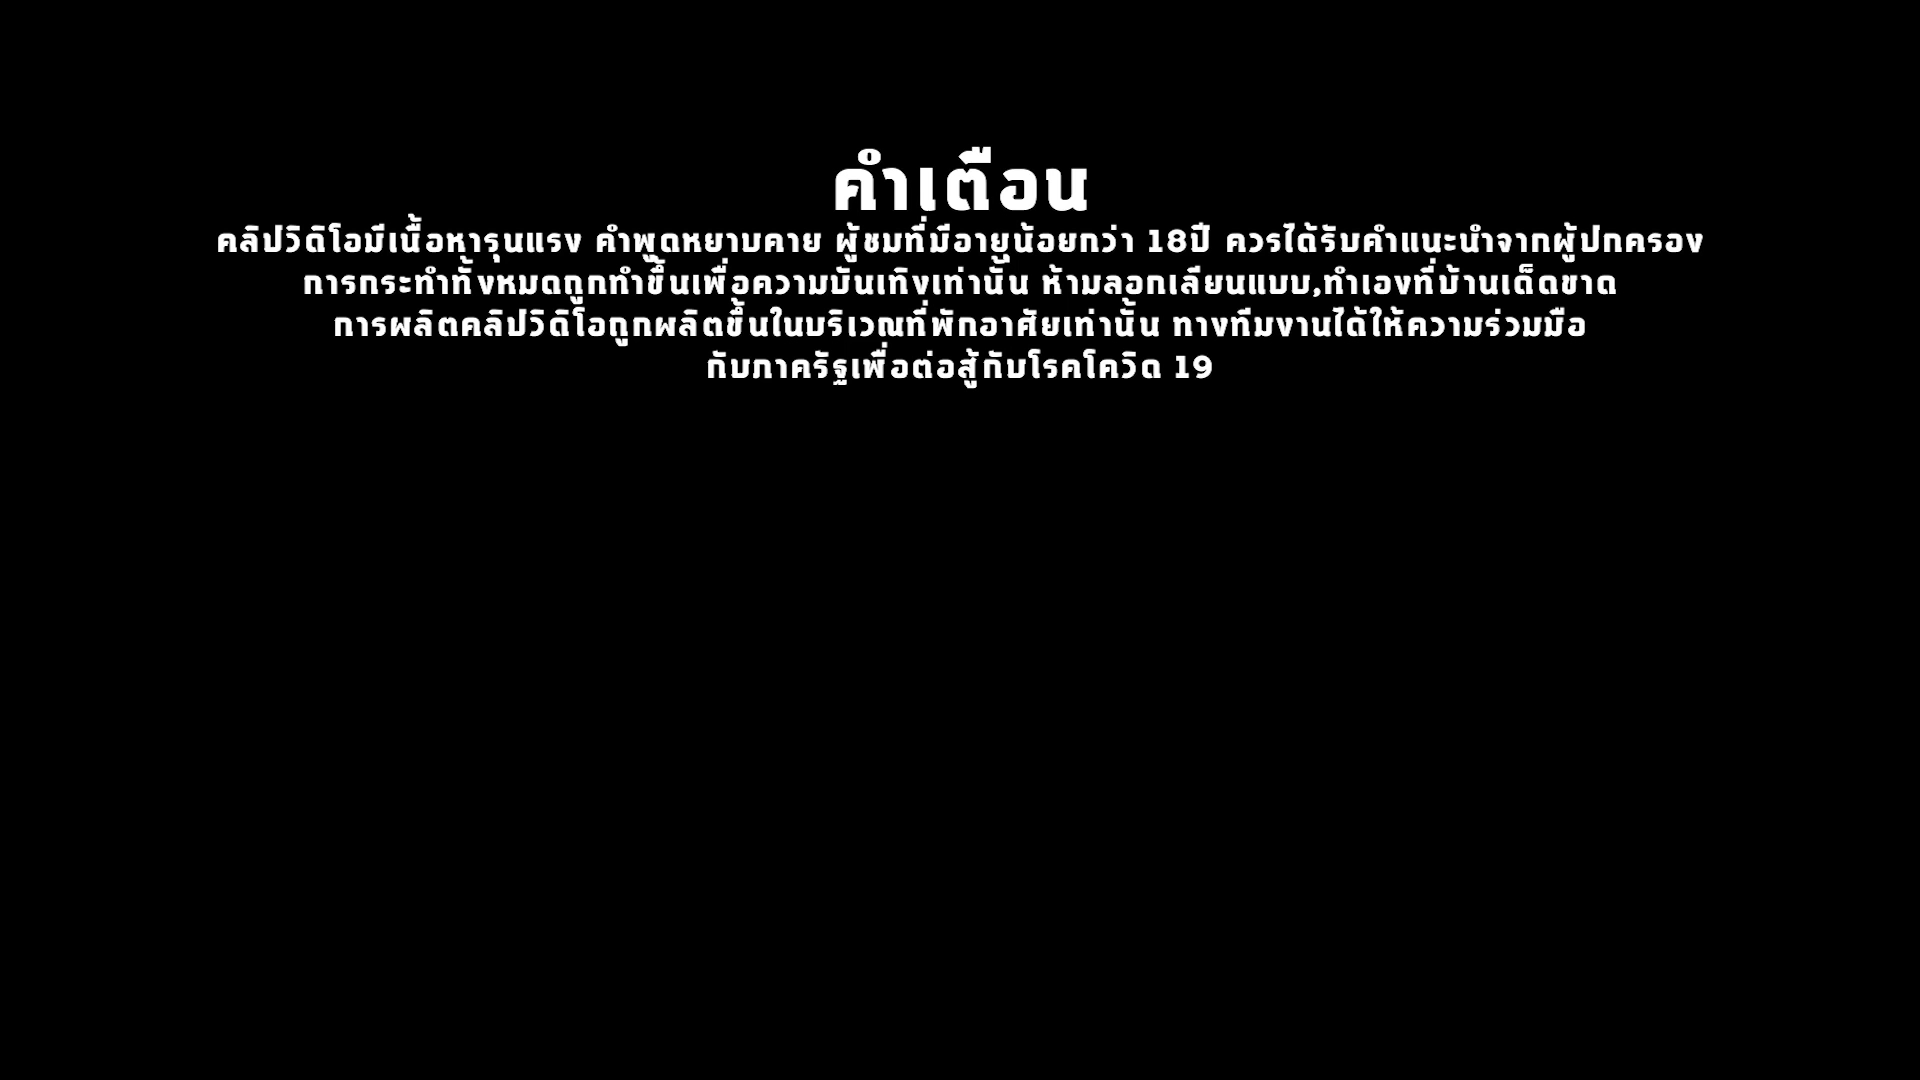 คำเตือน
คลิปวิดิโอมีเนื้อหารุนแรง คำพูดหยาบคาย ผู้ชมที่มีอายุน้อยกว่า 18ปี ควรได้รับคำแนะนำจากผู้ปกครอง
การกระทำทั้งหมดถูกทำขึ้นเพื่อความบันเทิงเท่านั้น ห้ามลอกเลียนแบบ,ทำเองที่บ้านเด็ดขาด
การผลิตคลิปวิดิโอถูกผลิตขึ้นในบริเวณที่พักอาศัยเท่านั้น ทางทีมงานได้ให้ความร่วมมือ
กับภาครัฐเพื่อต่อสู้กับโรคโควิด 19